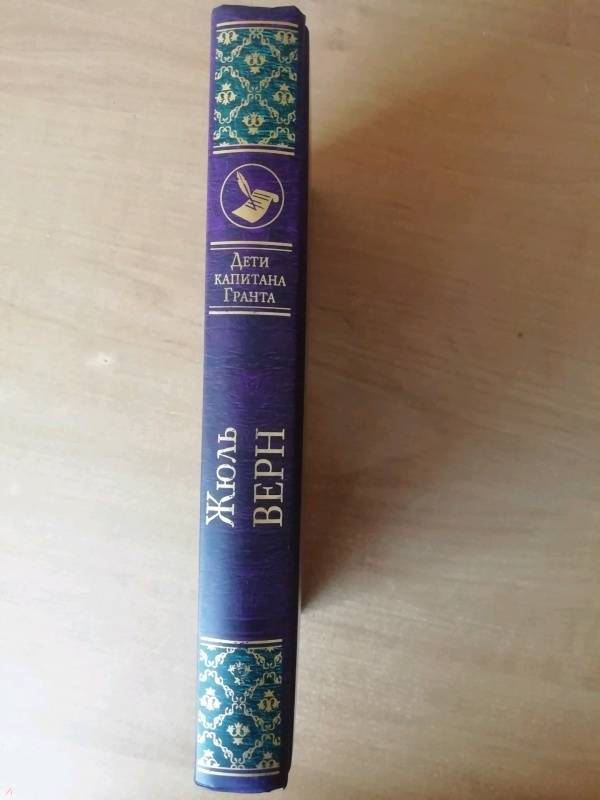 Дети
капитана
Гранта
Жюль
ВЕРН